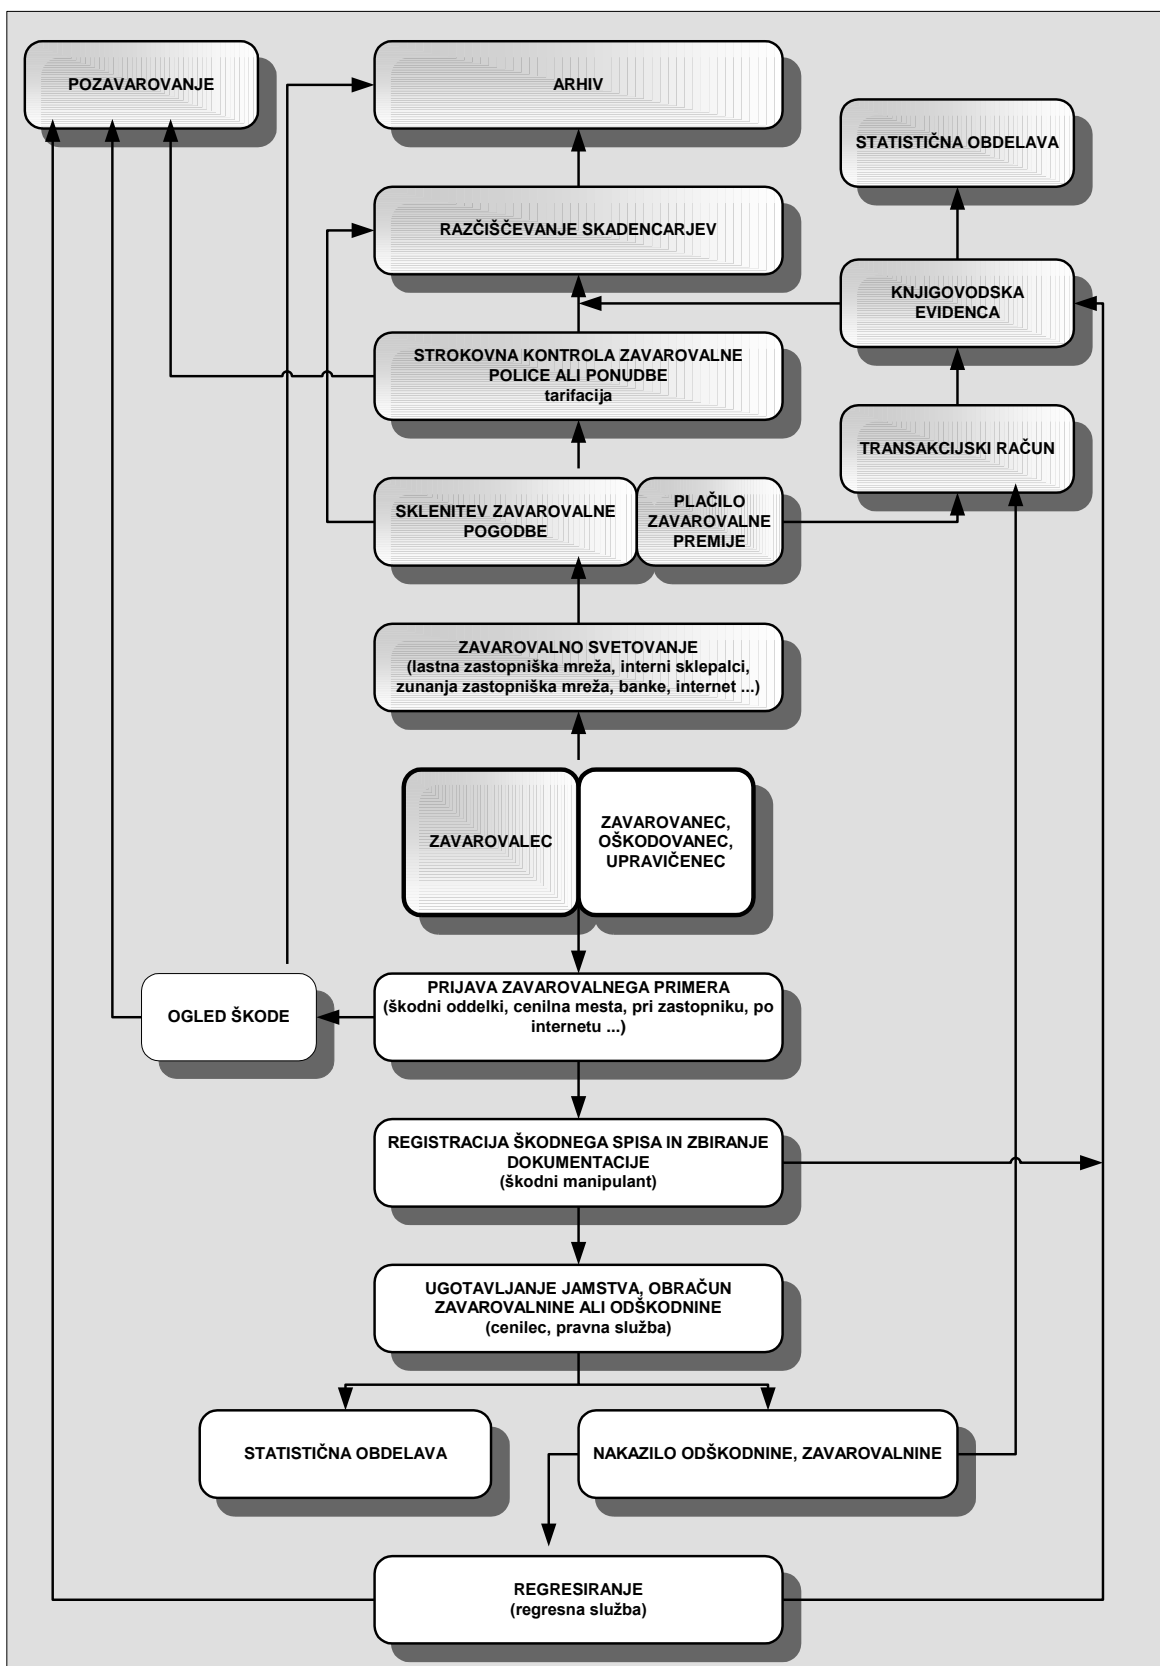 POZAVAROVANJE
ARHIV
STATISTIČNA OBDELAVA
RAZČIŠČEVANJE SKADENCARJEV
KNJIGOVODSKA
EVIDENCA
STROKOVNA KONTROLA ZAVAROVALNE
POLICE ALI PONUDBE
tarifacija
TRANSAKCIJSKI RAČUN
SKLENITEV ZAVAROVALNE
POGODBE
PLAČILO
ZAVAROVALNE
PREMIJE
ZAVAROVALNO SVETOVANJE
(lastna zastopniška mreža, interni sklepalci,
zunanja zastopniška mreža, banke, internet ...)
ZAVAROVALEC
ZAVAROVANEC,
OŠKODOVANEC,
UPRAVIČENEC
PRIJAVA ZAVAROVALNEGA PRIMERA
(škodni oddelki, cenilna mesta, pri zastopniku, po
internetu ...)
OGLED ŠKODE
REGISTRACIJA ŠKODNEGA SPISA IN ZBIRANJE
DOKUMENTACIJE
(škodni manipulant)
UGOTAVLJANJE JAMSTVA, OBRAČUN
ZAVAROVALNINE ALI ODŠKODNINE
(cenilec, pravna služba)
STATISTIČNA OBDELAVA
NAKAZILO ODŠKODNINE, ZAVAROVALNINE
REGRESIRANJE
(regresna služba)